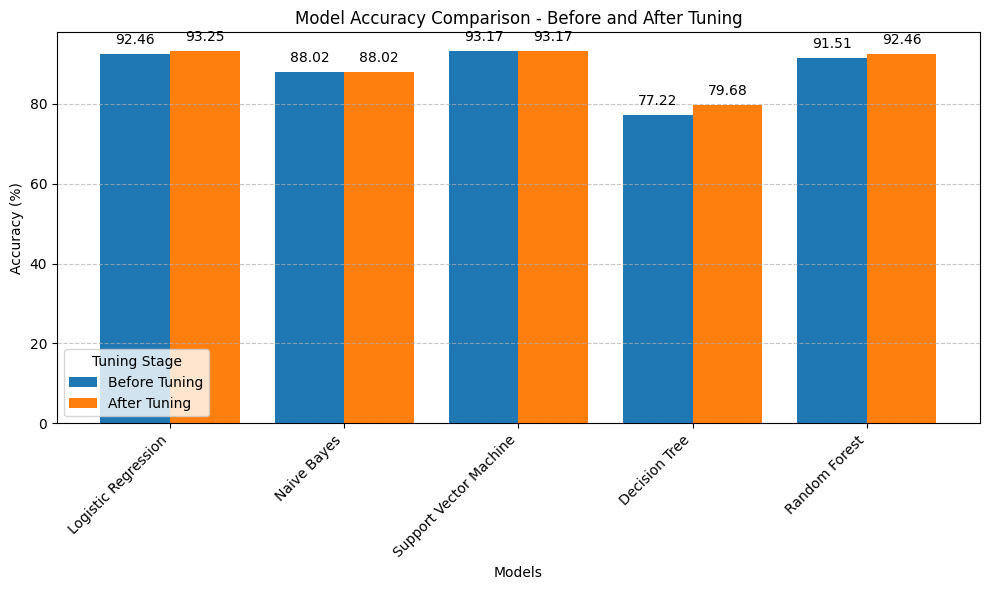 Model Accuracy Comparison - Before and After Tuning
92.46
93.25
88.02
88.02
93.17
93.17
77.22
79.68
91.51
92.46
Accuracy (%)
80
60
40
20
0
Tuning Stage
Before Tuning
After Tuning
Logistic Regression
Naive Bayes
Support Vector Machine
Decision Tree
Random Forest
Models